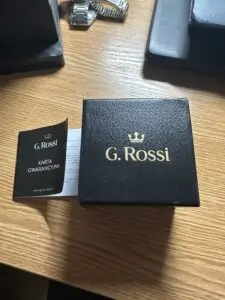 G. Rossi
KARTA
GWARANCYJNA
G. Rossi